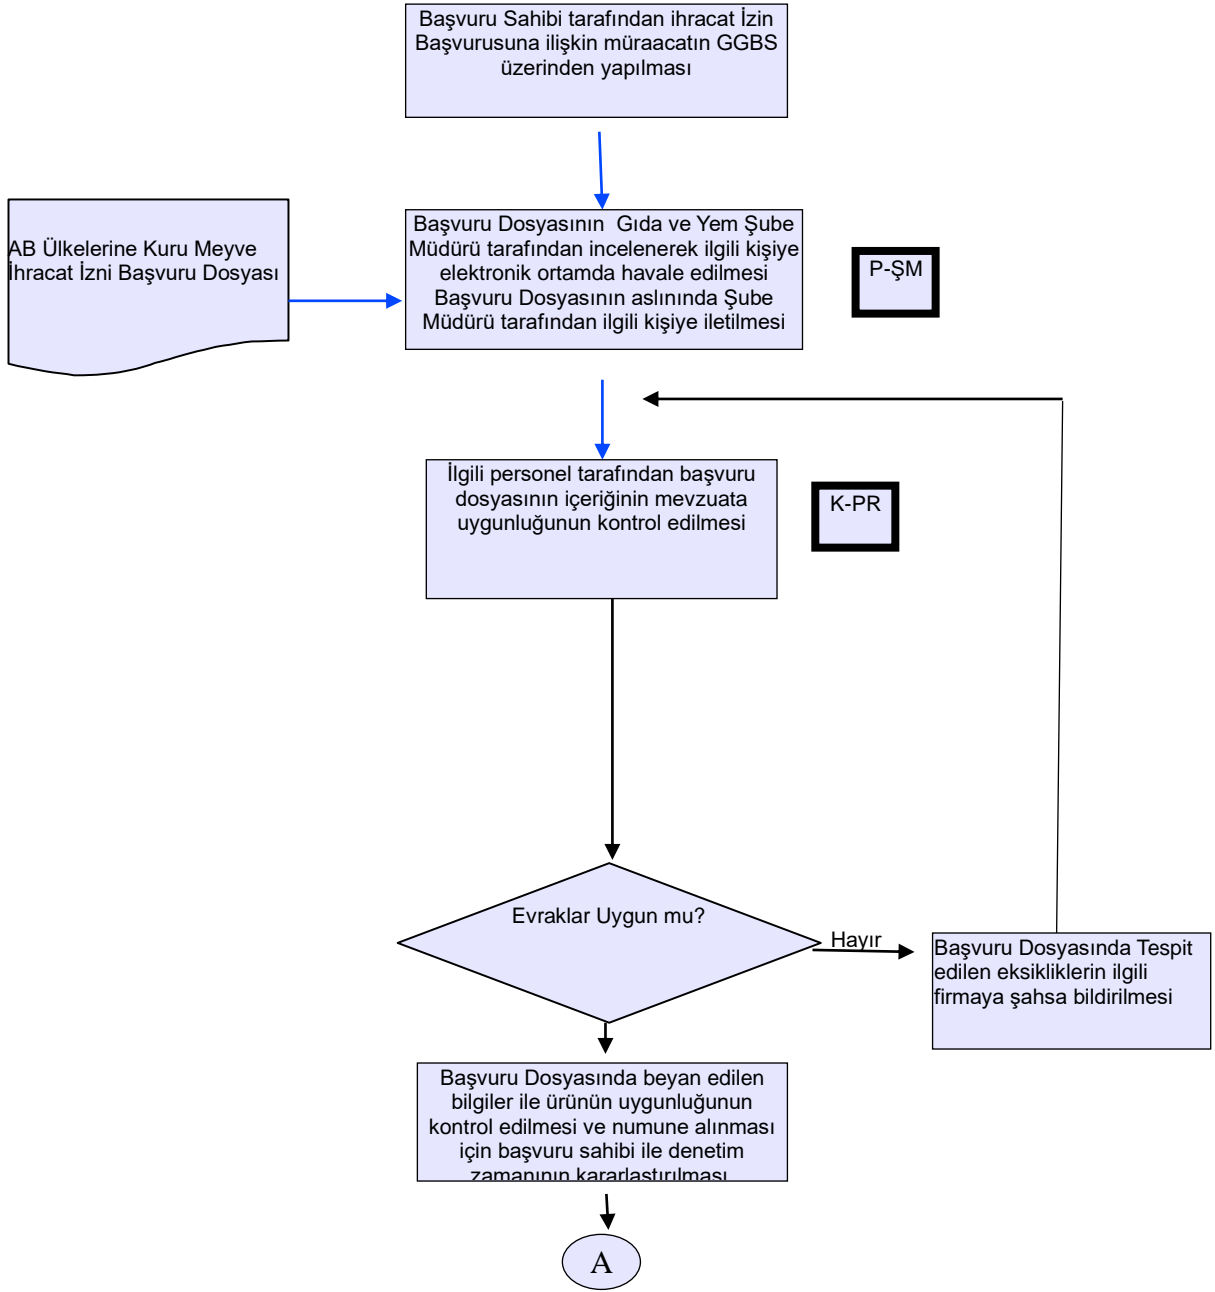 Başvuru Sahibi tarafından ihracat İzin
Başvurusuna ilişkin müraacatın GGBS
üzerinden yapılması
AB Ülkelerine Kuru Meyve
İhracat İzni Başvuru Dosyası
Başvuru Dosyasının Gıda ve Yem Şube
Müdürü tarafından incelenerek ilgili kişiye
elektronik ortamda havale edilmesi
Başvuru Dosyasının aslınında Şube
Müdürü tarafından ilgili kişiye iletilmesi
P-ŞM
İlgili personel tarafından başvuru
dosyasının içeriğinin mevzuata
uygunluğunun kontrol edilmesi
K-PR
Evraklar Uygun mu?
Hayır
Başvuru Dosyasında Tespit
edilen eksikliklerin ilgili
firmaya şahsa bildirilmesi
Başvuru Dosyasında beyan edilen
bilgiler ile ürünün uygunluğunun
kontrol edilmesi ve numune alınması
için başvuru sahibi ile denetim
zamanının kararlaştırılması
A